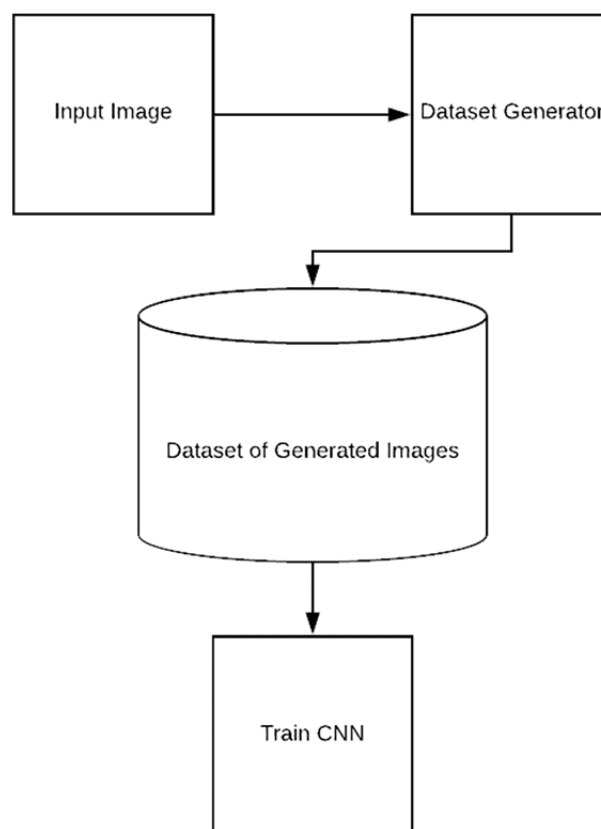 Input Image
Dataset Generator
Dataset of Generated Images
Train CNN